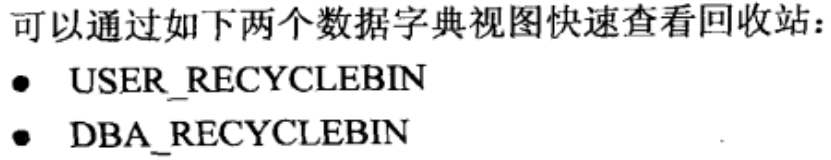 可以通过如下两个数据字典视图快速查看回收站：
● USER_RECYCLEBIN
● DBA_RECYCLEBIN